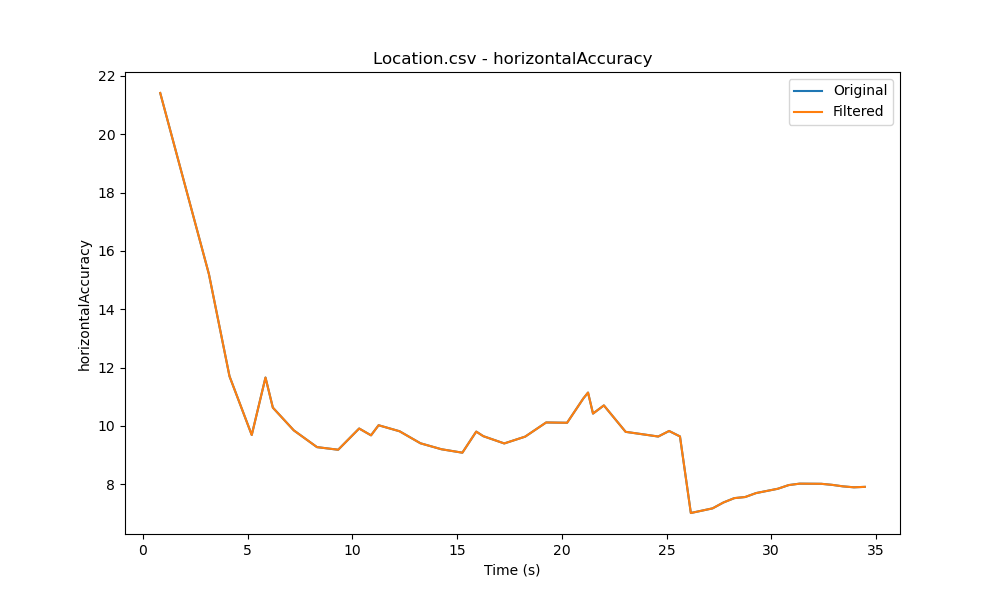 Location.csv - horizontalAccuracy
Original
Filtered
horizontalAccuracy
22
20
18
16
14
12
10
8
0 5 10 15 20 25 30 35
Time (s)